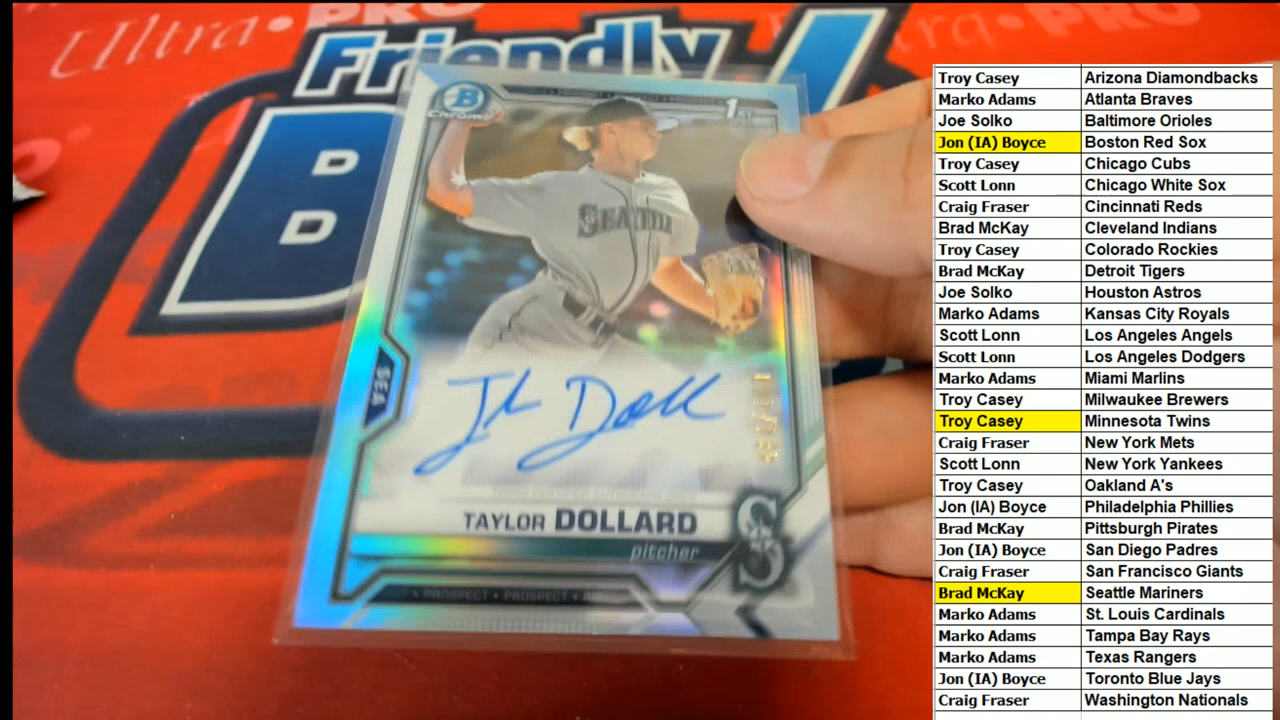 Ultra•PRO
Friendly
B
Chrome
1st
SEATTLE
SEA
TAYLOR DOLLARD
pitcher
S
PROSPECT • PROSPECT •
Troy Casey Arizona Diamondbacks
Marko Adams Atlanta Braves
Joe Solko Baltimore Orioles
Jon (IA) Boyce Boston Red Sox
Troy Casey Chicago Cubs
Scott Lonn Chicago White Sox
Craig Fraser Cincinnati Reds
Brad McKay Cleveland Indians
Troy Casey Colorado Rockies
Brad McKay Detroit Tigers
Joe Solko Houston Astros
Marko Adams Kansas City Royals
Scott Lonn Los Angeles Angels
Scott Lonn Los Angeles Dodgers
Marko Adams Miami Marlins
Troy Casey Milwaukee Brewers
Troy Casey Minnesota Twins
Craig Fraser New York Mets
Scott Lonn New York Yankees
Troy Casey Oakland A's
Jon (IA) Boyce Philadelphia Phillies
Brad McKay Pittsburgh Pirates
Jon (IA) Boyce San Diego Padres
Craig Fraser San Francisco Giants
Brad McKay Seattle Mariners
Marko Adams St. Louis Cardinals
Marko Adams Tampa Bay Rays
Marko Adams Texas Rangers
Jon (IA) Boyce Toronto Blue Jays
Craig Fraser Washington Nationals